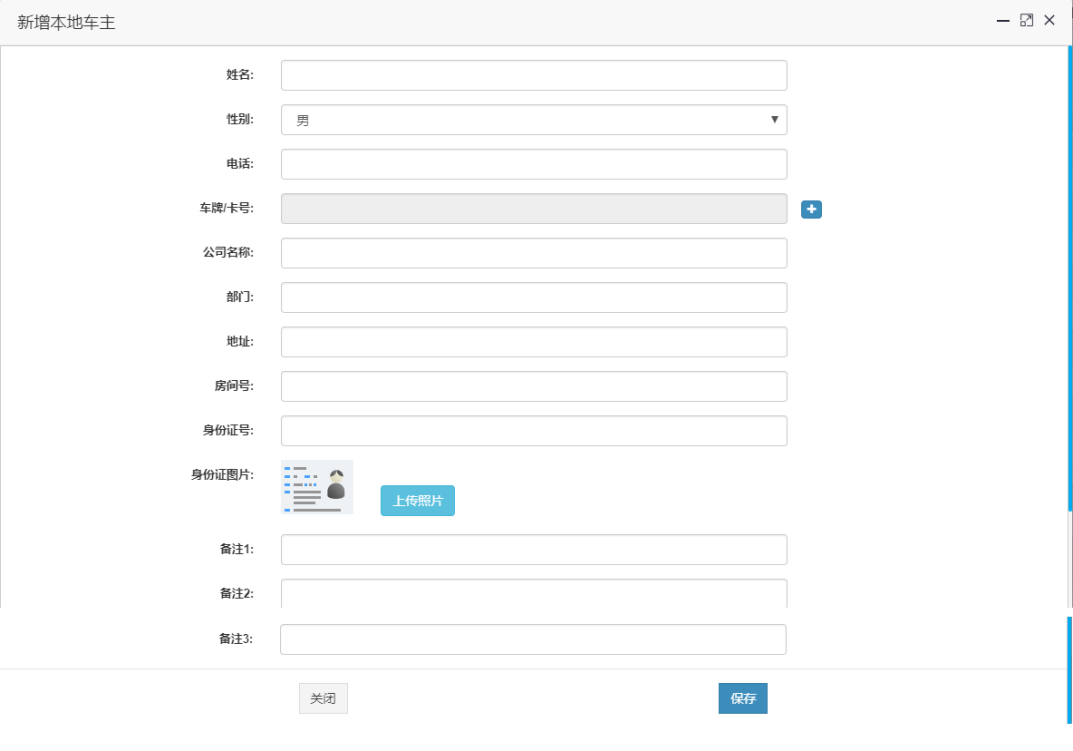 新增本地车主
姓名:
性别: 男
电话:
车牌/卡号:
公司名称:
部门:
地址:
房间号:
身份证号:
身份证图片:
上传照片
备注1:
备注2:
备注3:
关闭 保存